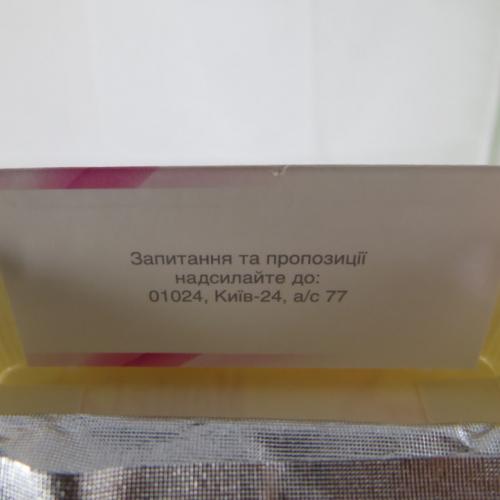 Запитання та пропозиції
надсилайте до:
01024, Київ-24, а/с 77